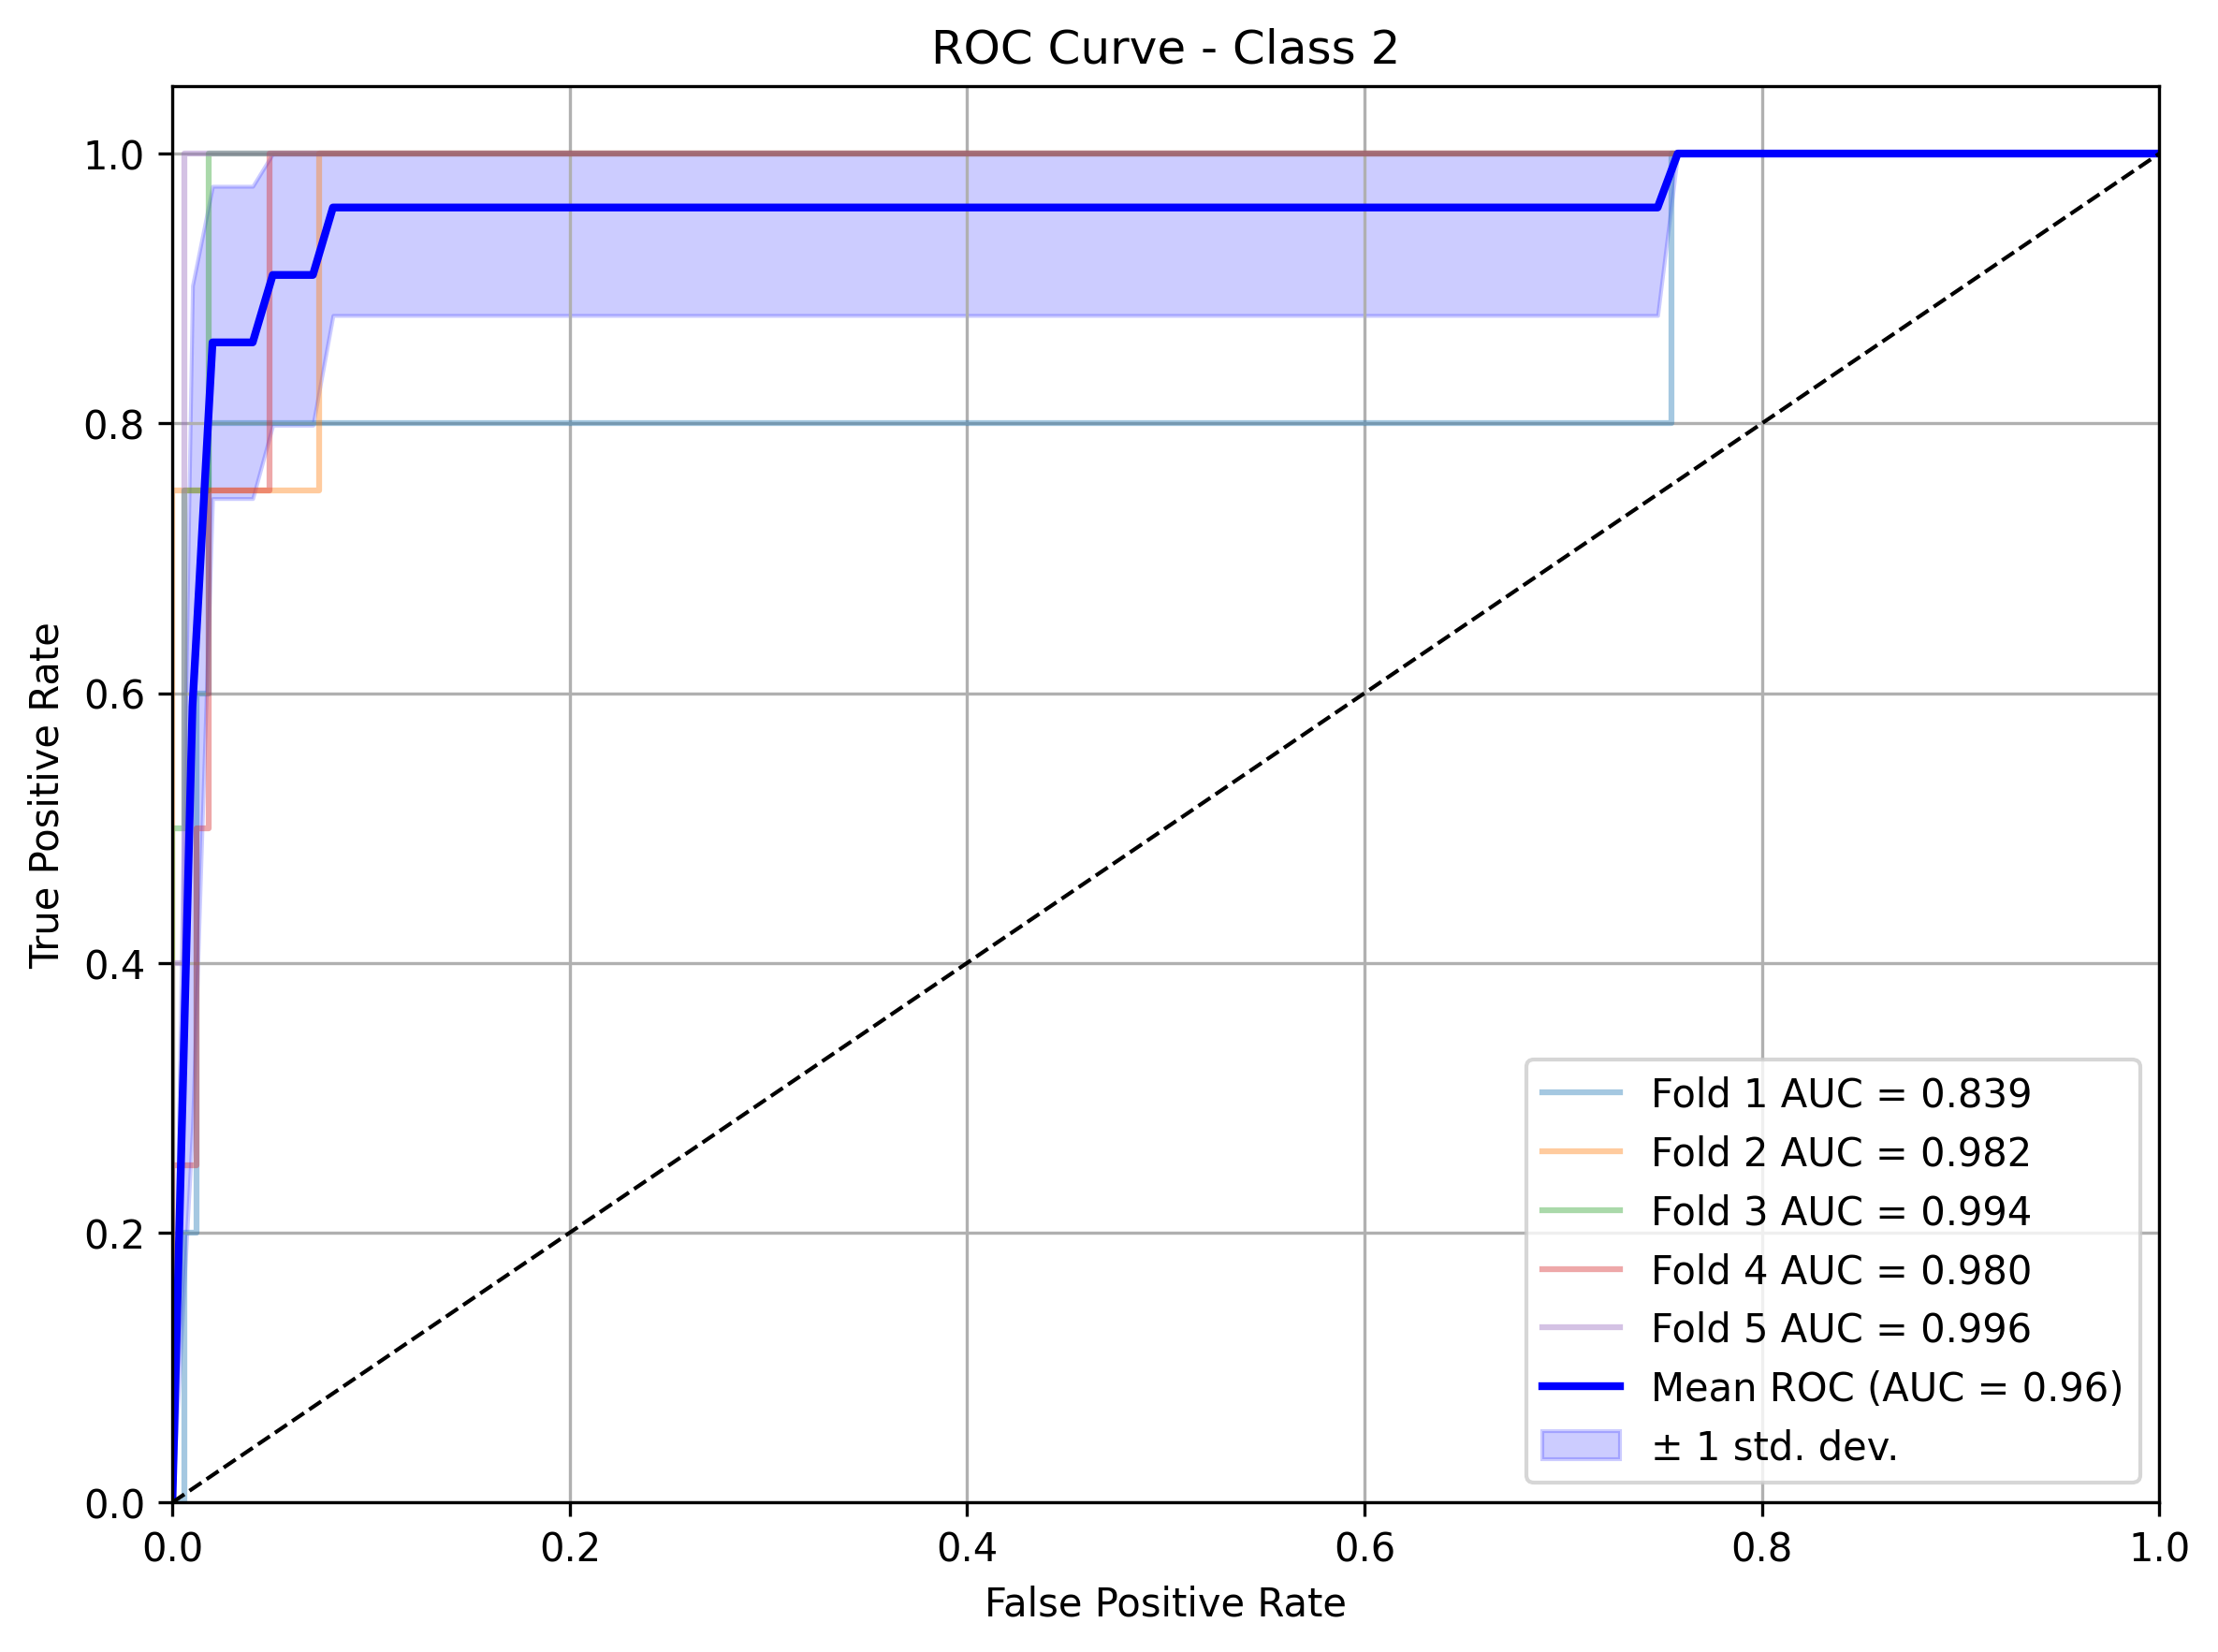 ROC Curve - Class 2
1.0
0.8
0.6
0.4
0.2
0.0
True Positive Rate
0.0 0.2 0.4 0.6 0.8 1.0
False Positive Rate
Fold 1 AUC = 0.839
Fold 2 AUC = 0.982
Fold 3 AUC = 0.994
Fold 4 AUC = 0.980
Fold 5 AUC = 0.996
Mean ROC (AUC = 0.96)
± 1 std. dev.